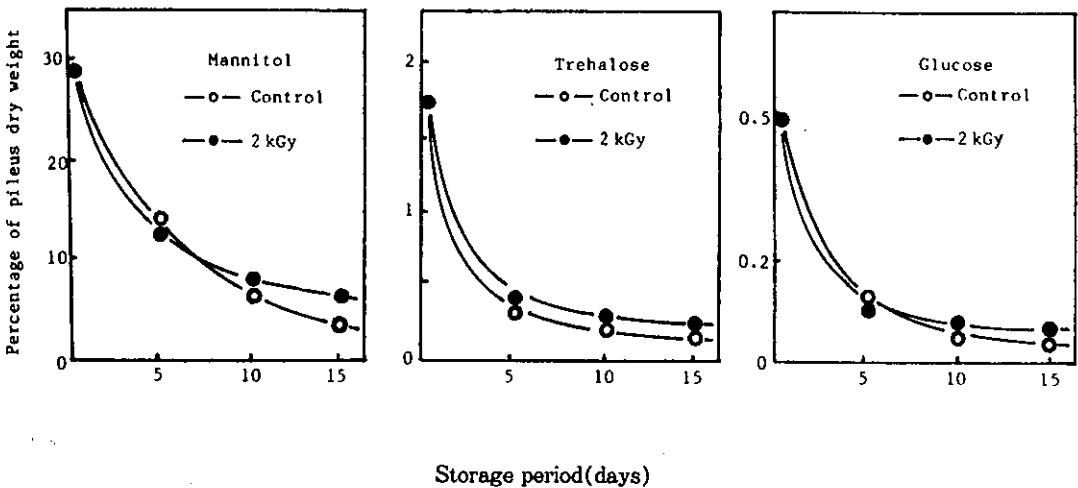 Percentage of pileus dry weight
30
20
10
0
Mannitol
Control
2 kGy
5
10
15
2
1
0
Trehalose
Control
2 kGy
5
10
15
0.5
0.2
0
Glucose
Control
2 kGy
5
10
15
Storage period(days)